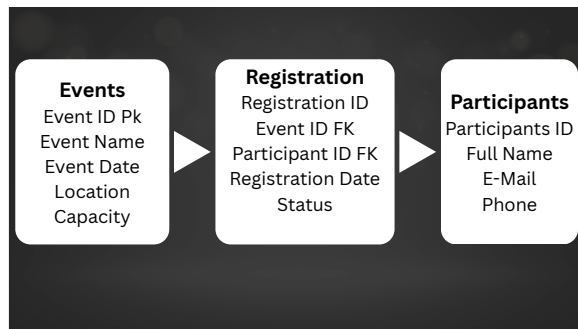 Events
Event ID Pk
Event Name
Event Date
Location
Capacity
Registration
Registration ID
Event ID FK
Participant ID FK
Registration Date
Status
Participants
Participants ID
Full Name
E-Mail
Phone